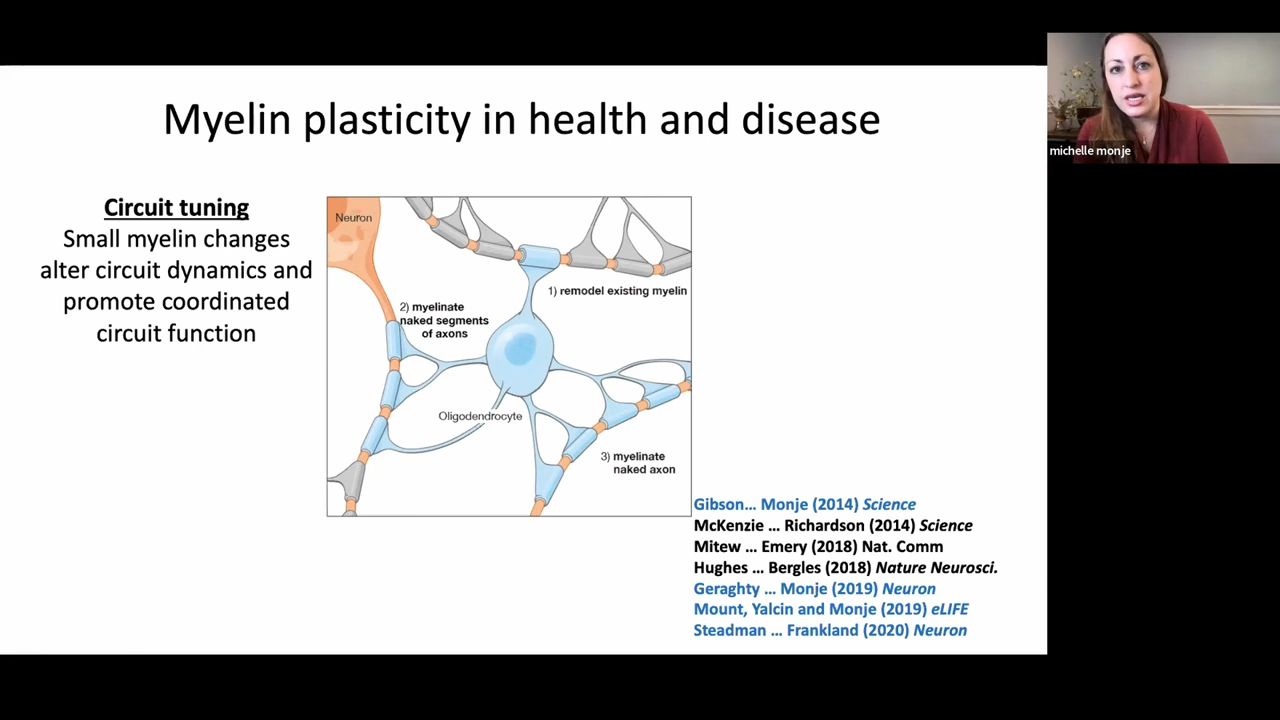 Myelin plasticity in health and disease
michelle monje
Circuit tuning
Small myelin changes
alter circuit dynamics and
promote coordinated
circuit function
Neuron
1) remodel existing myelin
2) myelinate
naked segments
of axons
Oligodendrocyte
3) myelinate
naked axon
Gibson... Monje (2014) Science
McKenzie ... Richardson (2014) Science
Mitew ... Emery (2018) Nat. Comm
Hughes ... Bergles (2018) Nature Neurosci.
Geraghty ... Monje (2019) Neuron
Mount, Yalcin and Monje (2019) eLIFE
Steadman ... Frankland (2020) Neuron